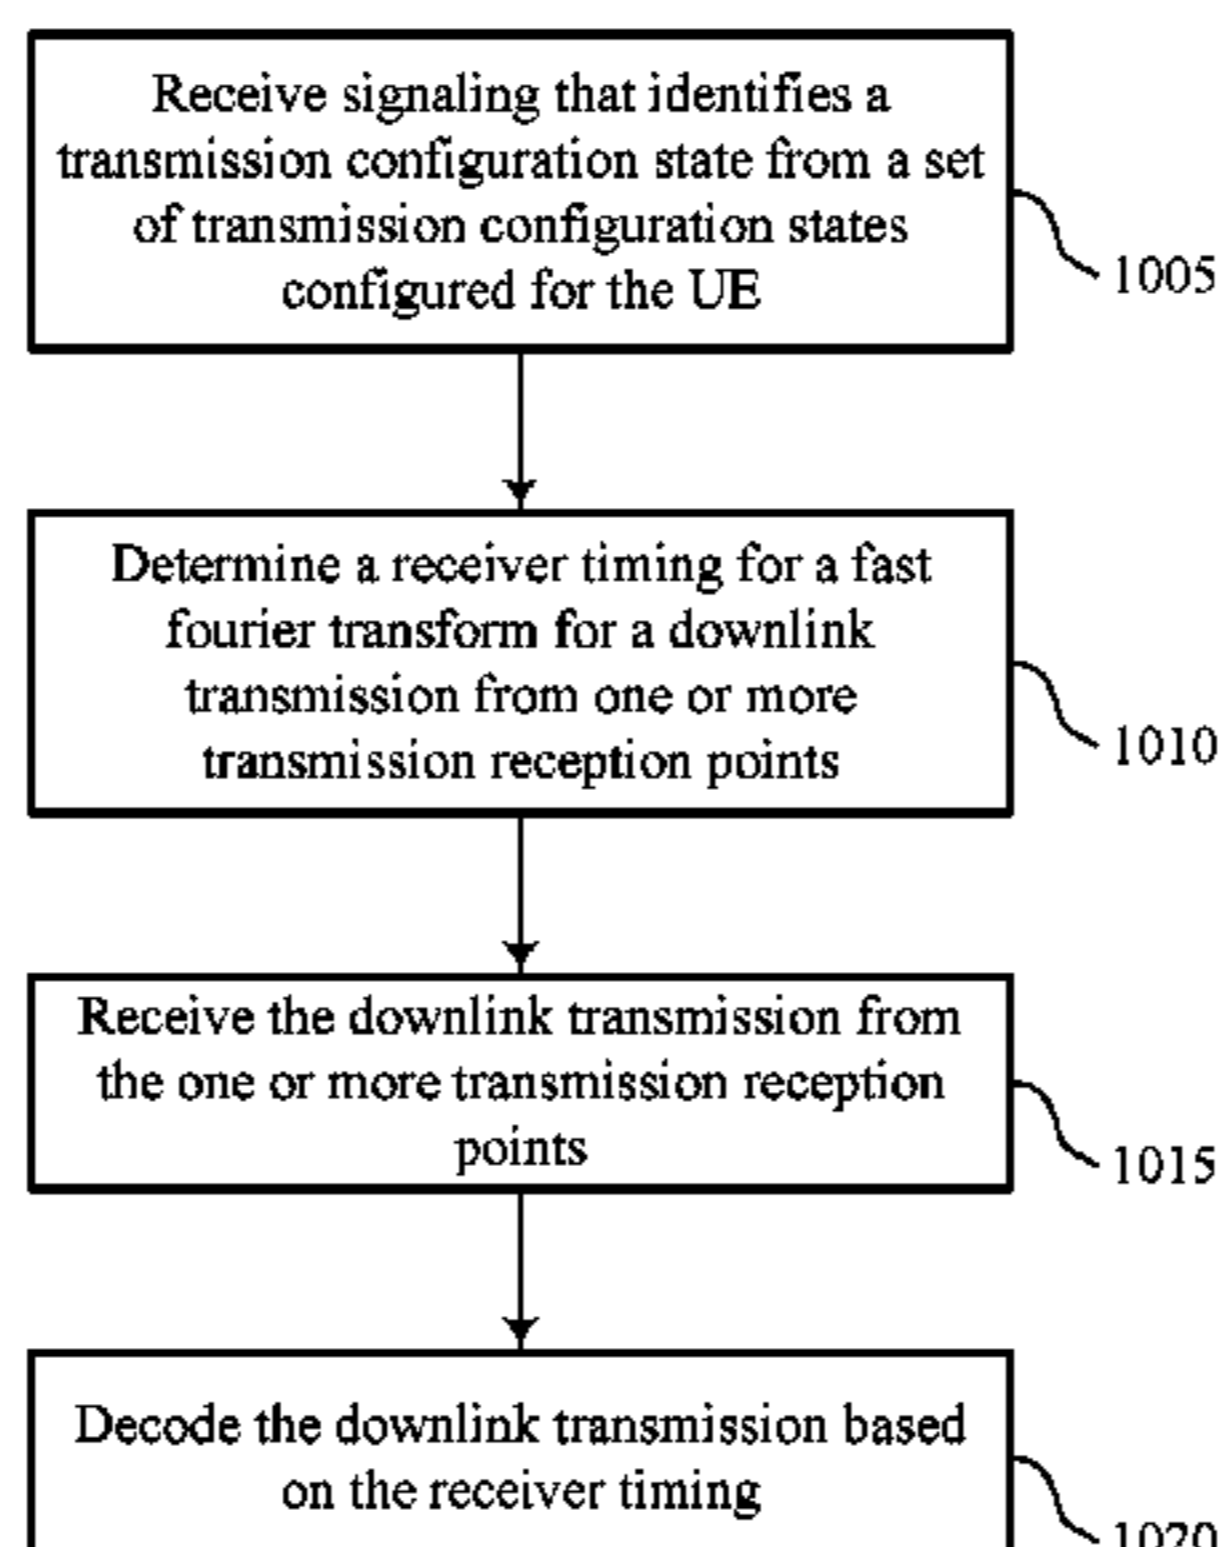 Receive signaling that identifies a
transmission configuration state from a set
of transmission configuration states
configured for the UE
1005
Determine a receiver timing for a fast
fourier transform for a downlink
transmission from one or more
transmission reception points
1010
Receive the downlink transmission from
the one or more transmission reception
points
1015
Decode the downlink transmission based
on the receiver timing
1020